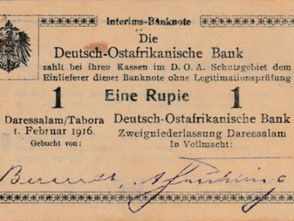 Interims-Banknote
Die
Deutsch-Ostafrikanische Bank
zahlt bei ihren Kassen im D. O. A. Schutzgebiet dem
Einlieferer dieser Banknote ohne Legitimationsprüfung
1 Eine Rupie 1
Daressalam/Tabora
1. Februar 1916.
Gebucht von:
Deutsch-Ostafrikanische Bank
Zweigniederlassung Daressalam
In Vollmacht: